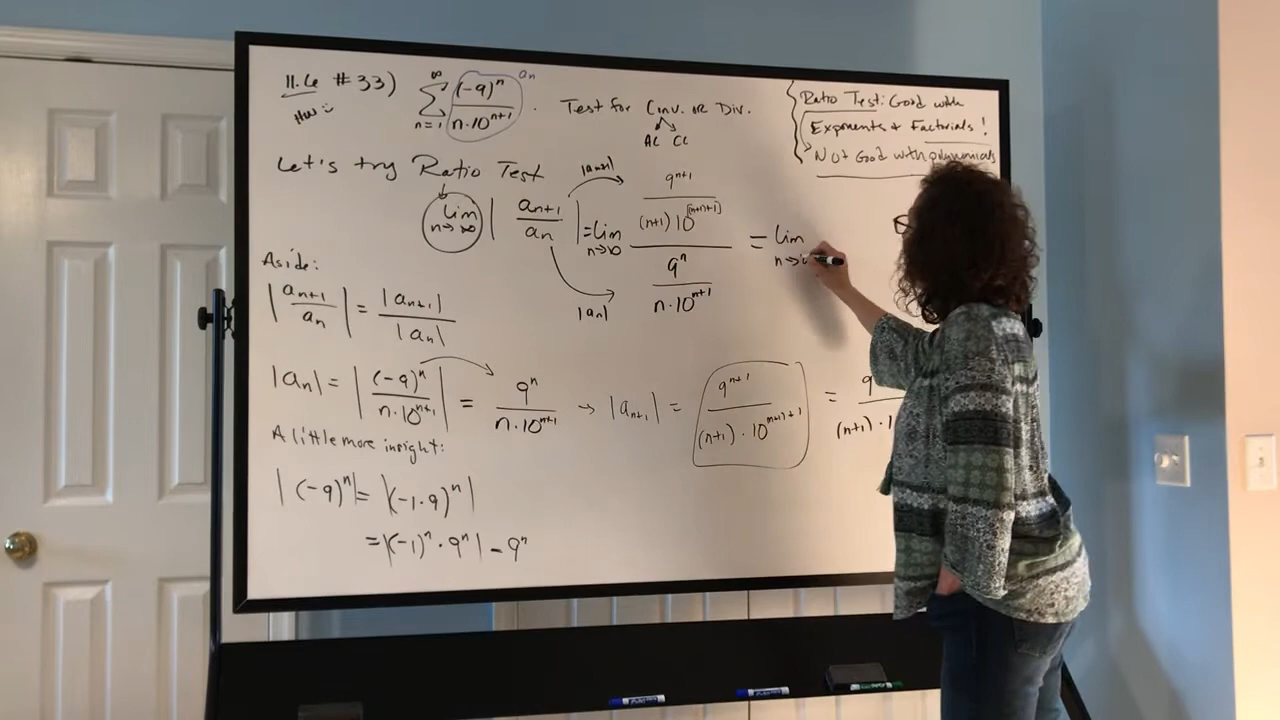 11.6 #33) ∞ ∑ n=1 (-9)^n / n·10^(n+1) . an Test for Conv. or Div.
HW
AC CC
Ratio Test: Good with
Exponents & Factorials!
Not Good with polynomials
Let's try Ratio Test
lim n→∞ | an+1 / an | = lim n→∞ 9^(n+1) / (n+1)10^[(n+1)+1] / 9^n / n·10^(n+1) = lim n→
|an+1|
|an|
Aside:
| an+1 / an | = |an+1| / |an|
|an| = | (-9)^n / n·10^(n+1) | = 9^n / n·10^(n+1) → |an+1| = 9^(n+1) / (n+1)·10^((n+1)+1) = 9 / (n+1)·1
A little more insight:
|(-9)^n| = |(-1·9)^n|
= |(-1)^n · 9^n| = 9^n